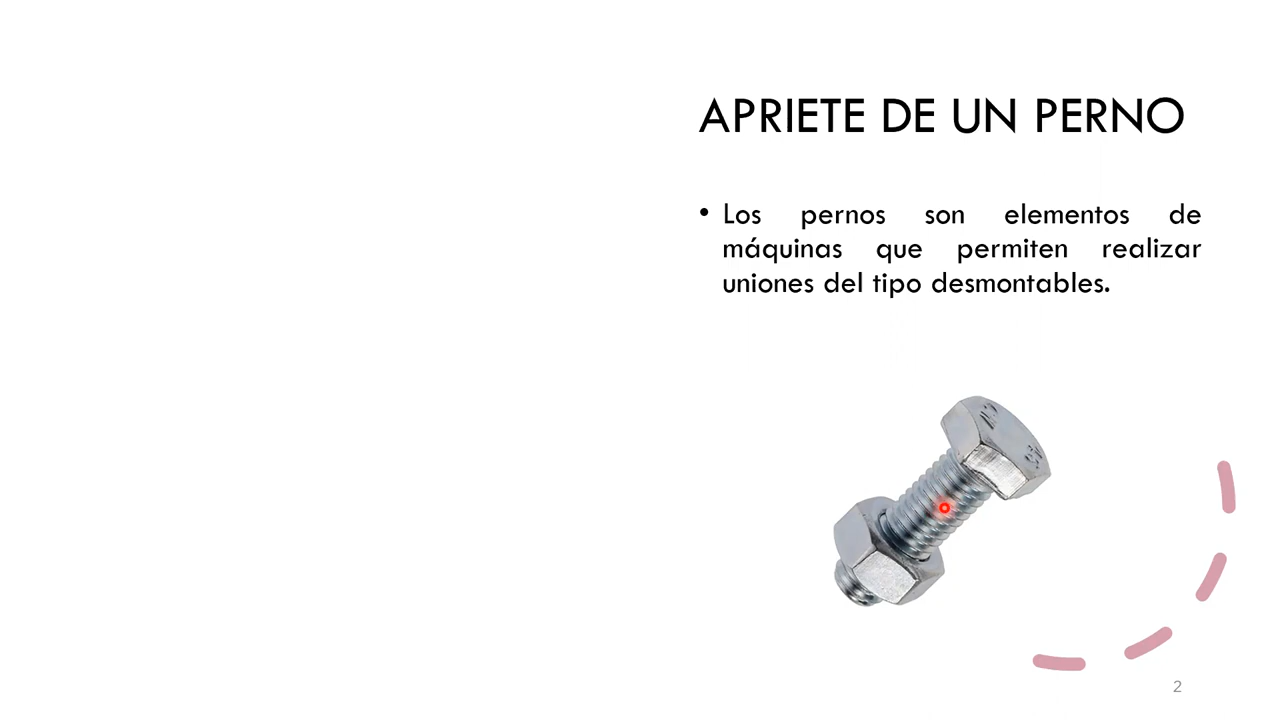 APRIETE DE UN PERNO
• Los pernos son elementos de
máquinas que permiten realizar
uniones del tipo desmontables.
2